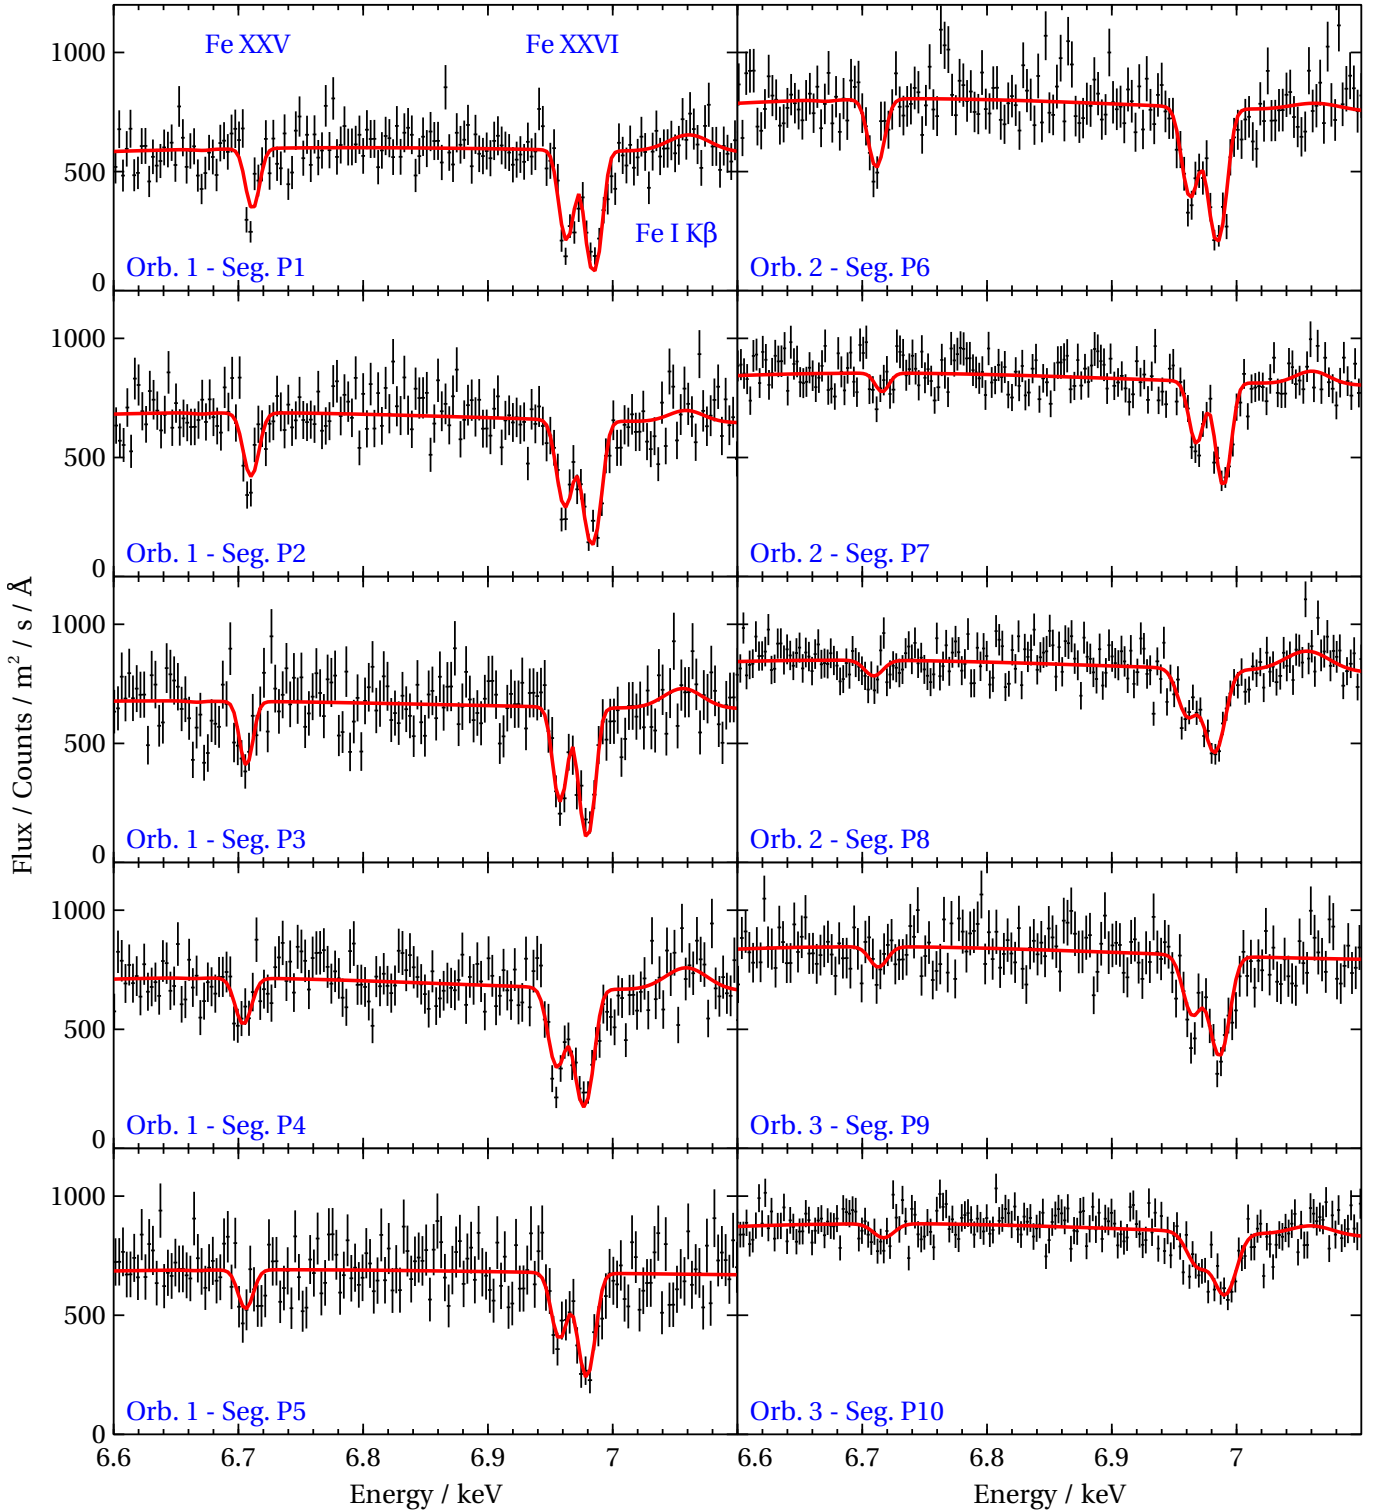 Fe XXV
Fe XXVI
Fe I Kβ
1000
500
0
Orb. 1 - Seg. P1
Orb. 2 - Seg. P6
1000
500
0
Orb. 1 - Seg. P2
Orb. 2 - Seg. P7
1000
500
0
Orb. 1 - Seg. P3
Orb. 2 - Seg. P8
1000
500
0
Orb. 1 - Seg. P4
Orb. 3 - Seg. P9
1000
500
0
Orb. 1 - Seg. P5
Orb. 3 - Seg. P10
Flux / Counts / m² / s / Å
6.6 6.7 6.8 6.9 7
6.6 6.7 6.8 6.9 7
Energy / keV
Energy / keV